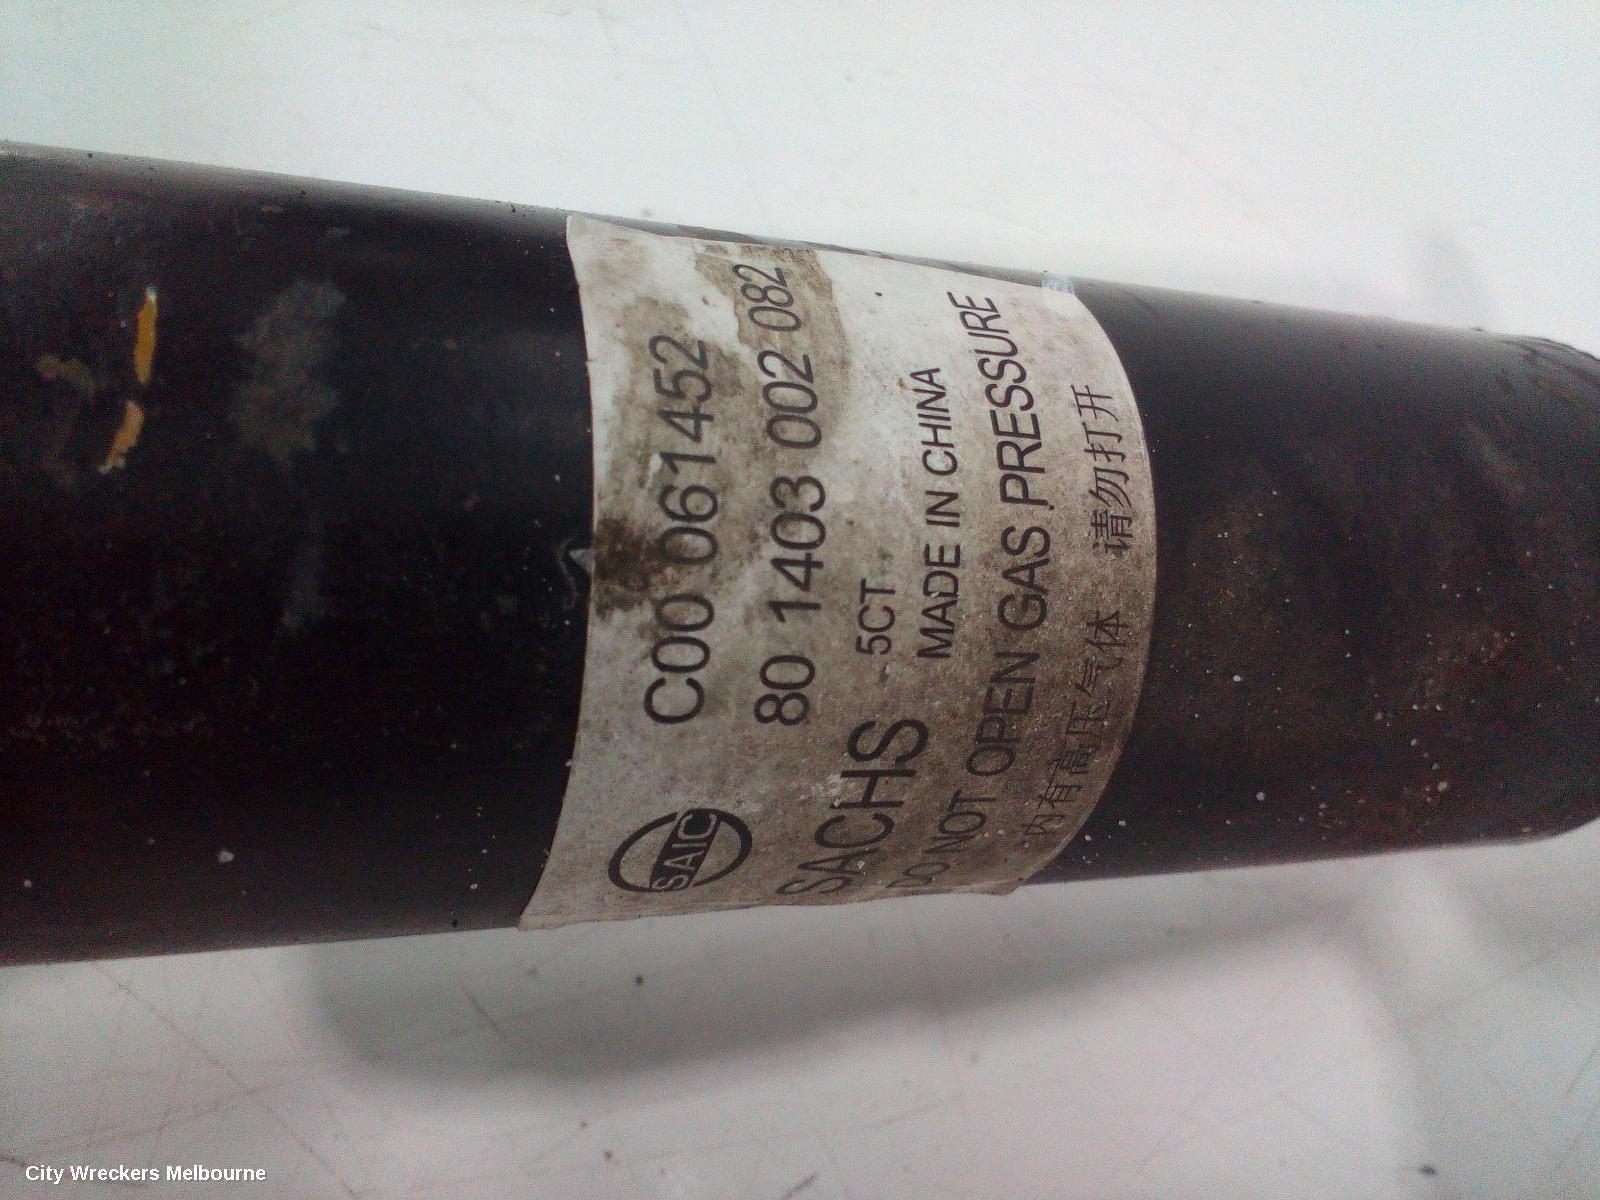 C00 061452
80 1403 002 082
SAIC
SACHS 5CT
MADE IN CHINA
DO NOT OPEN GAS PRESSURE
内有高压气体 请勿打开
City Wreckers Melbourne